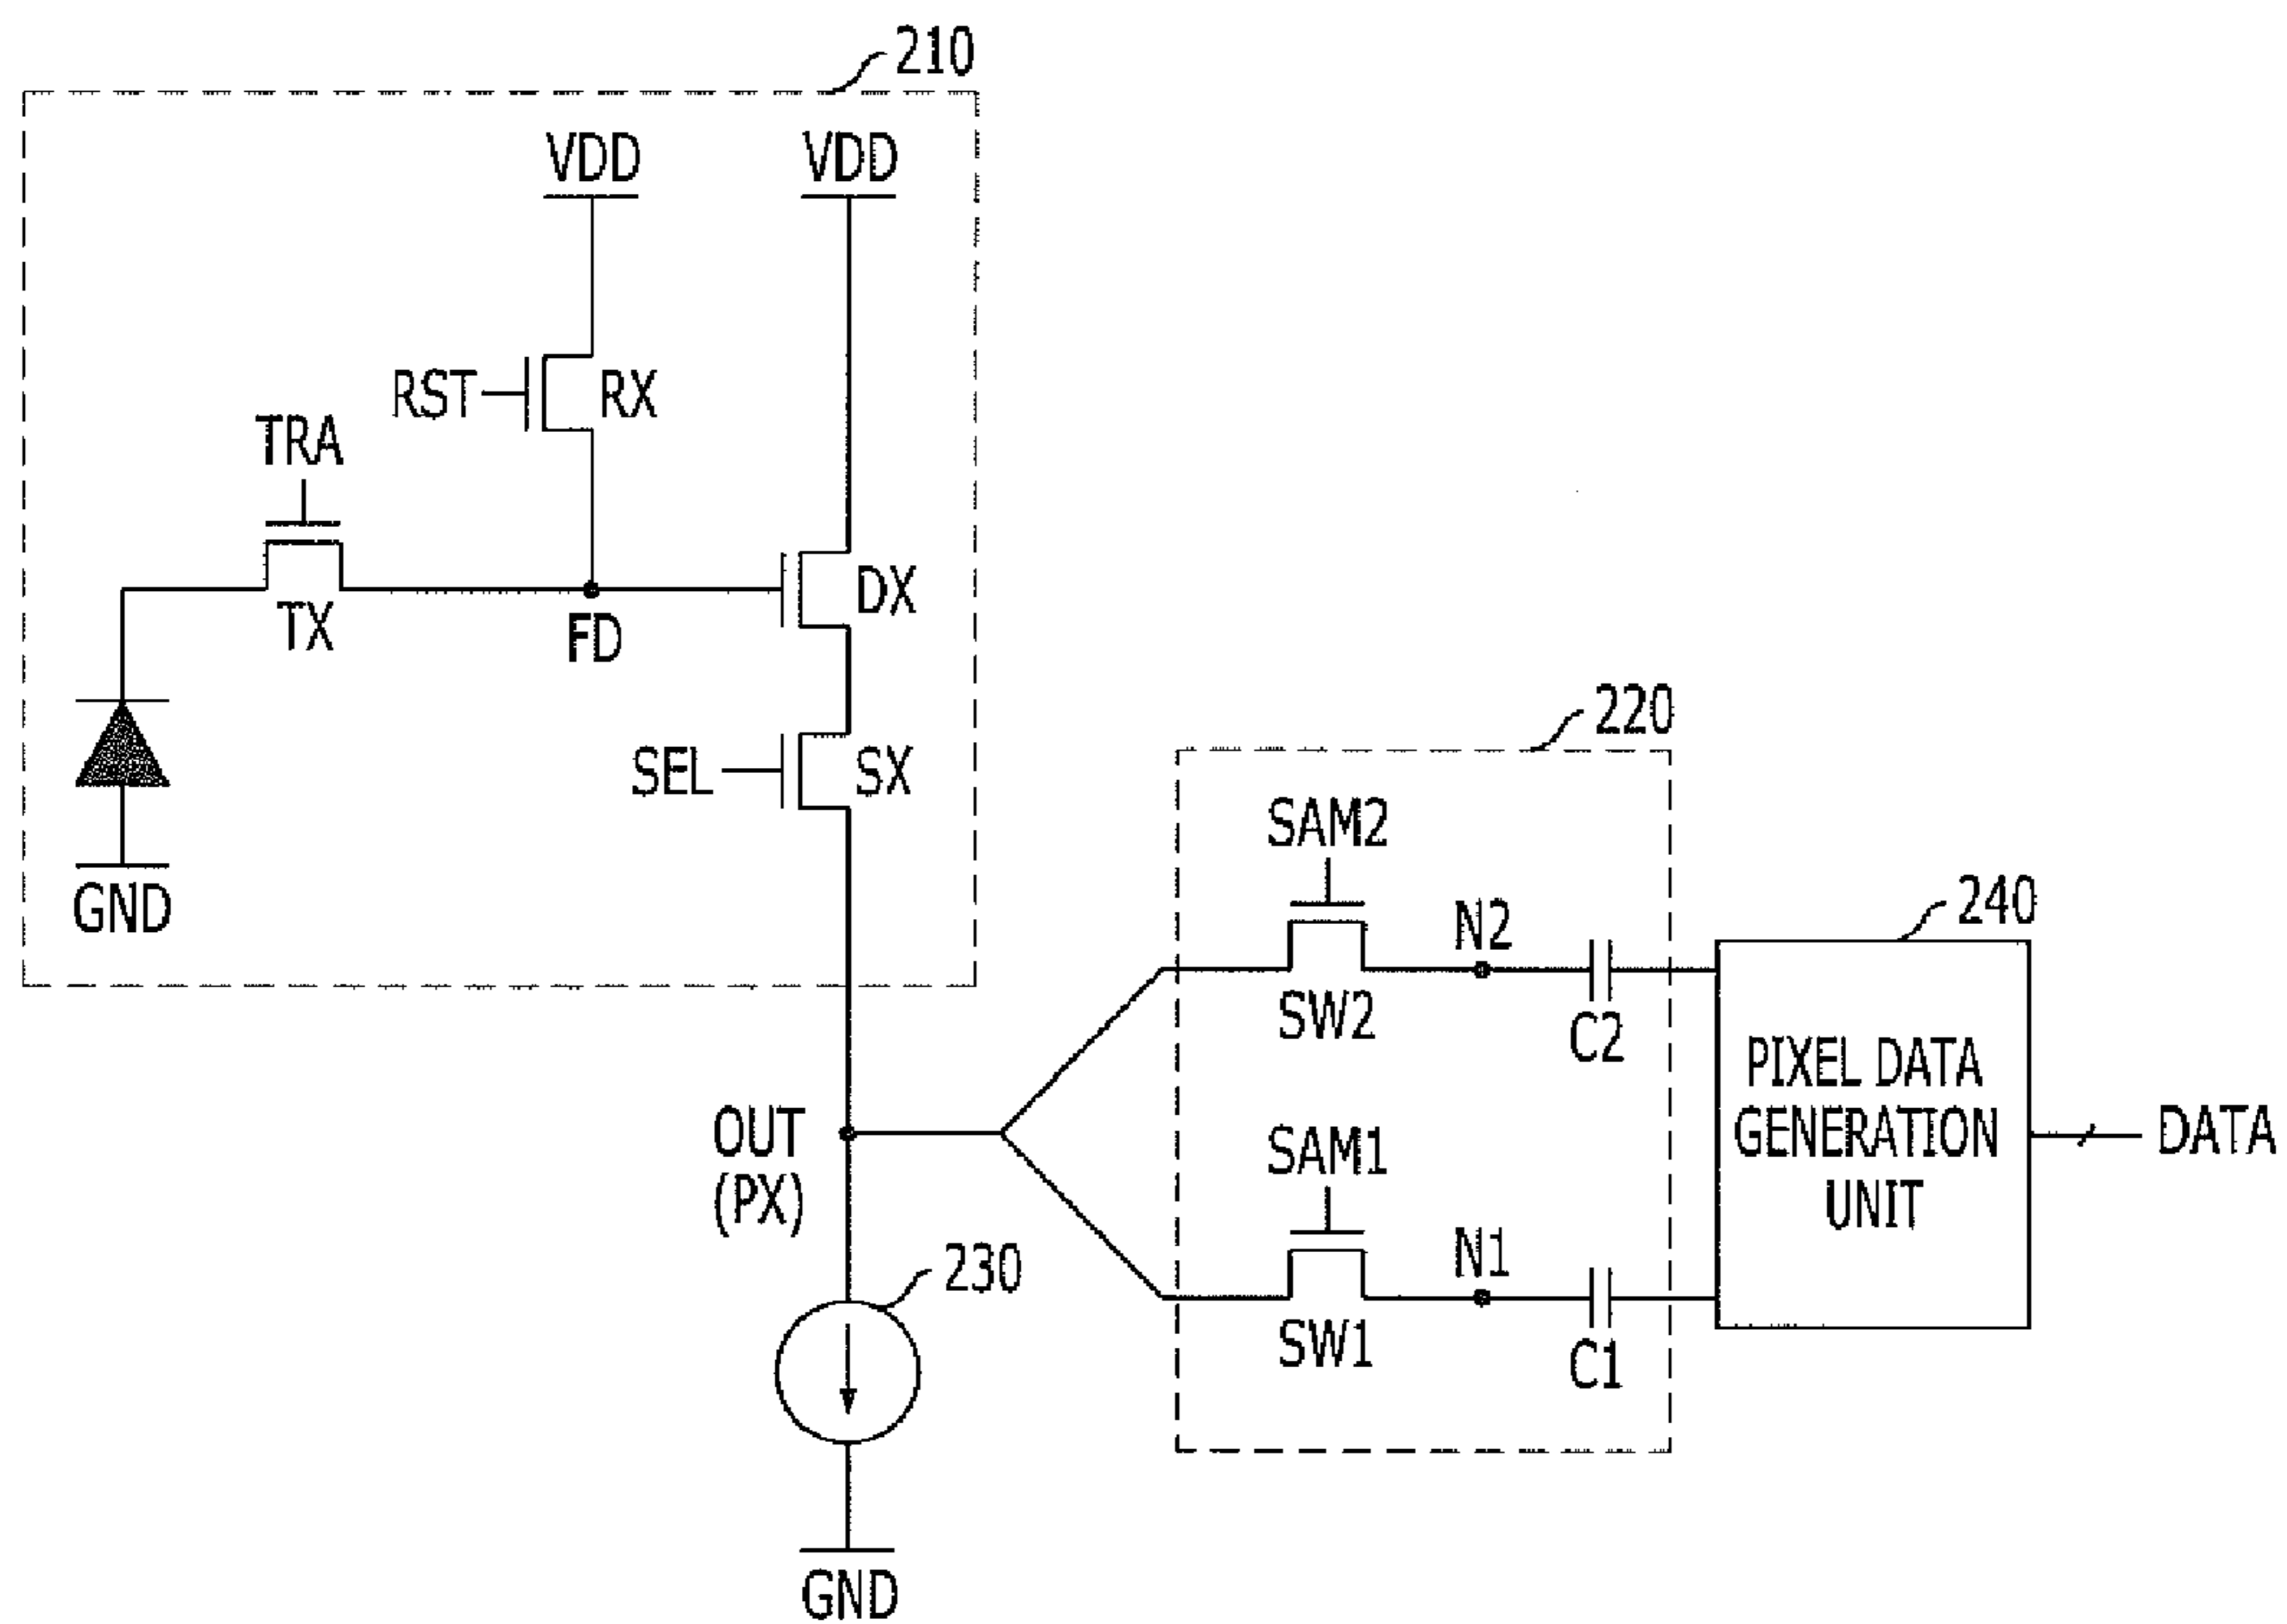 210
VDD
VDD
RST
RX
TRA
TX
FD
DX
SEL
SX
GND
220
SAM2
N2
SW2
C2
240
PIXEL DATA
GENERATION
UNIT
DATA
OUT
(PX)
SAM1
N1
SW1
C1
230
GND